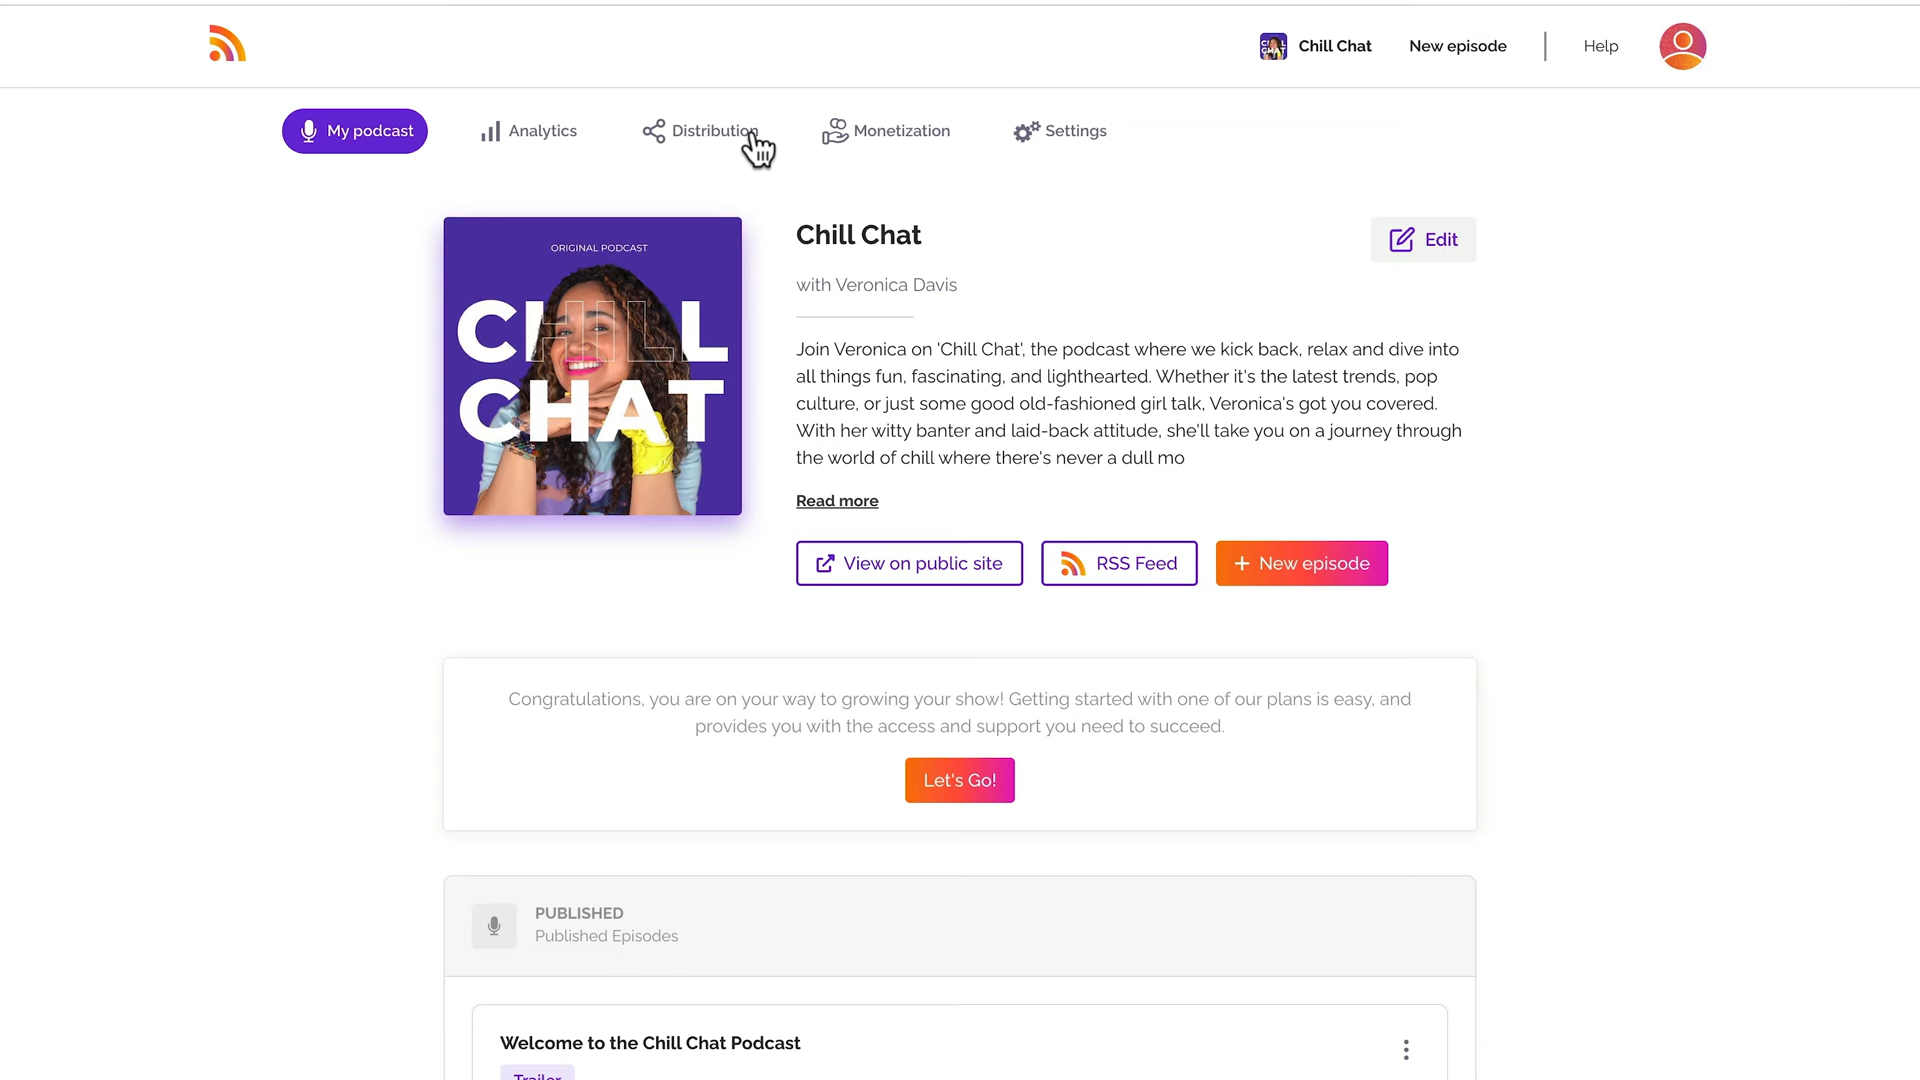 Chill Chat
New episode
Help
My podcast
Analytics
Distribution
Monetization
Settings
ORIGINAL PODCAST
CHILL
CHAT
Chill Chat
Edit
with Veronica Davis
Join Veronica on 'Chill Chat', the podcast where we kick back, relax and dive into
all things fun, fascinating, and lighthearted. Whether it's the latest trends, pop
culture, or just some good old-fashioned girl talk, Veronica's got you covered.
With her witty banter and laid-back attitude, she'll take you on a journey through
the world of chill where there's never a dull mo
Read more
View on public site
RSS Feed
+ New episode
Congratulations, you are on your way to growing your show! Getting started with one of our plans is easy, and
provides you with the access and support you need to succeed.
Let's Go!
PUBLISHED
Published Episodes
Welcome to the Chill Chat Podcast
Trailer